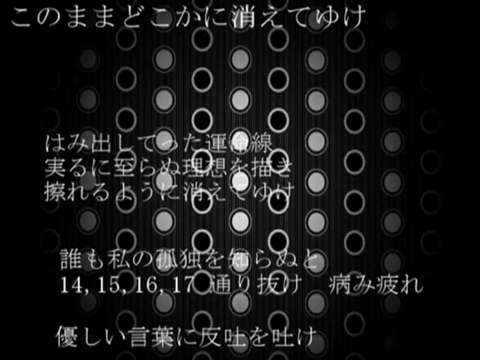 このままどこかに消えてゆけ
はみ出してった運命線
実るに至らぬ理想を描き
擦れるように消えてゆけ
誰も私の孤独を知らぬと
14,15,16,17 通り抜け 病み疲れ
優しい言葉に反吐を吐け